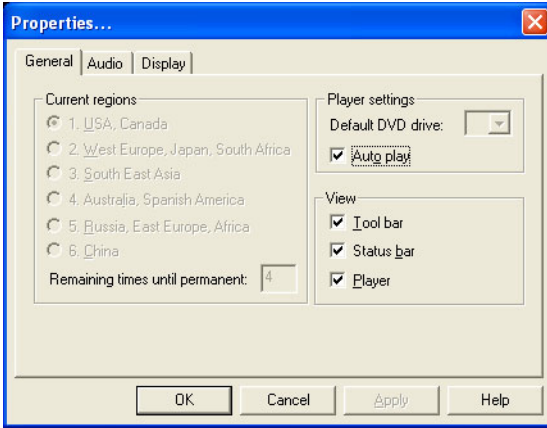 Properties...
General
Audio
Display
Current regions
1. USA, Canada
2. West Europe, Japan, South Africa
3. South East Asia
4. Australia, Spanish America
5. Russia, East Europe, Africa
6. China
Remaining times until permanent: 4
Player settings
Default DVD drive:
Auto play
View
Tool bar
Status bar
Player
OK
Cancel
Apply
Help